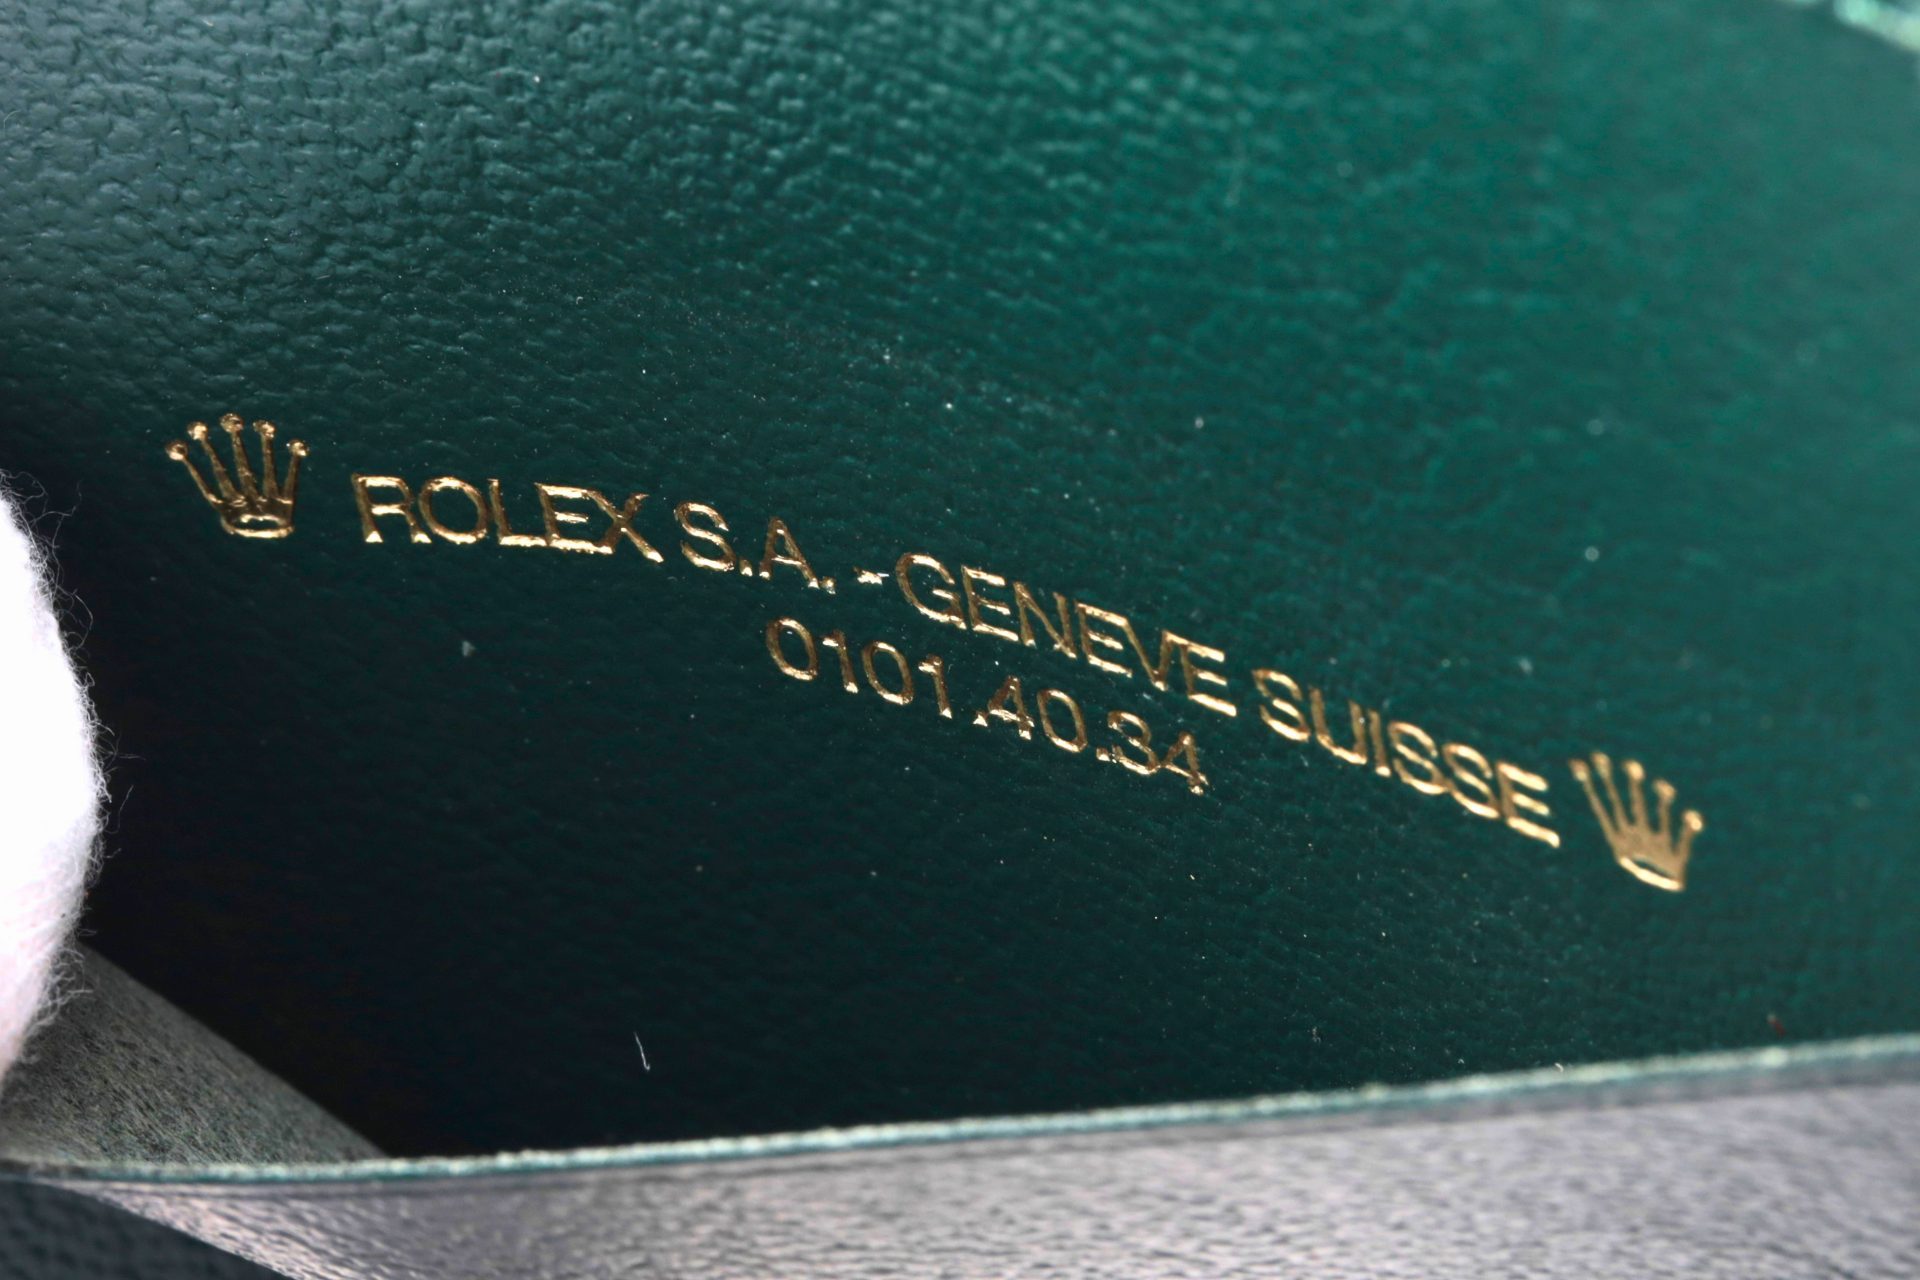 ROLEX S.A. - GENEVE SUISSE
0101.40.34